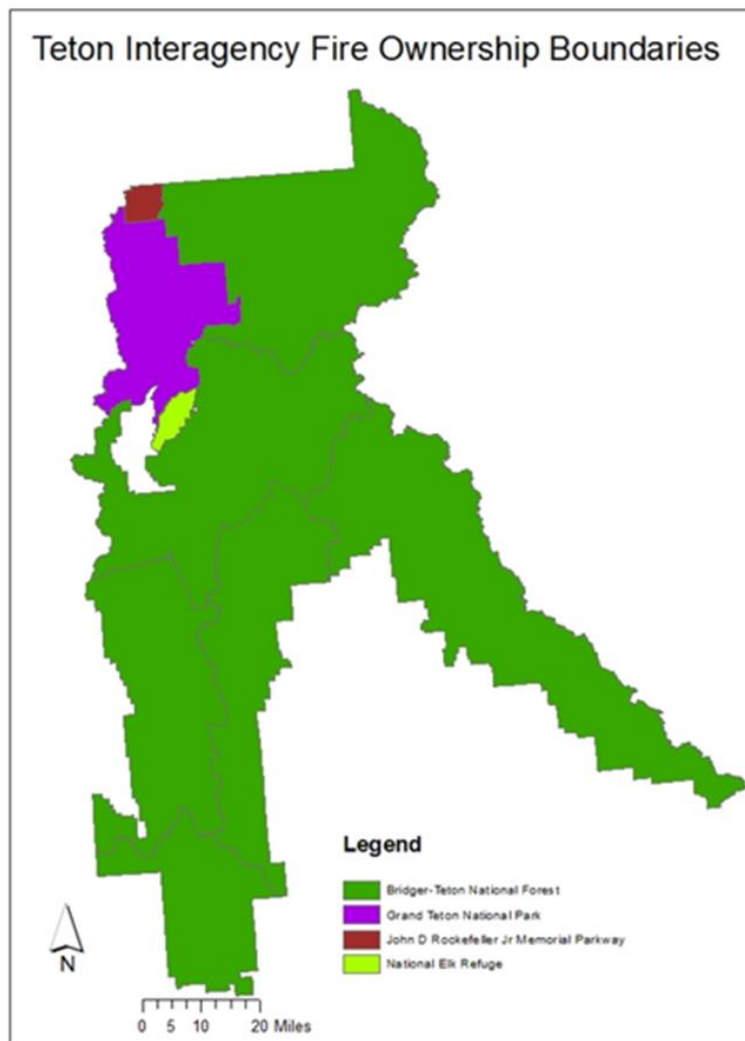 Teton Interagency Fire Ownership Boundaries
Legend
Bridger-Teton National Forest
Grand Teton National Park
John D Rockefeller Jr Memorial Parkway
National Elk Refuge
N
0 5 10 20 Miles